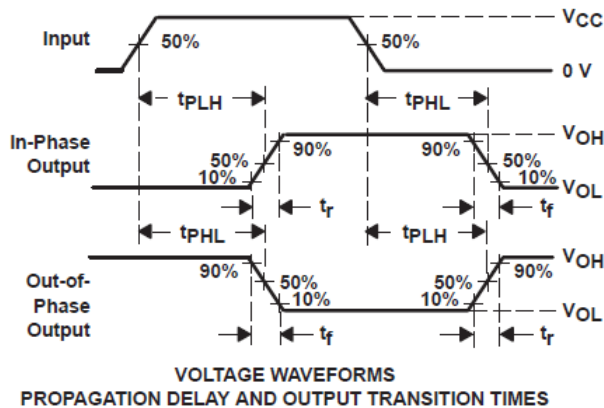 Input
50%
50%
VCC
0 V
tPLH
tPHL
In-Phase
Output
50%
10%
90%
90%
50%
10%
VOH
VOL
tr
tf
tPHL
tPLH
Out-of-
Phase
Output
90%
50%
10%
50%
10%
90%
VOH
VOL
tf
tr
VOLTAGE WAVEFORMS
PROPAGATION DELAY AND OUTPUT TRANSITION TIMES